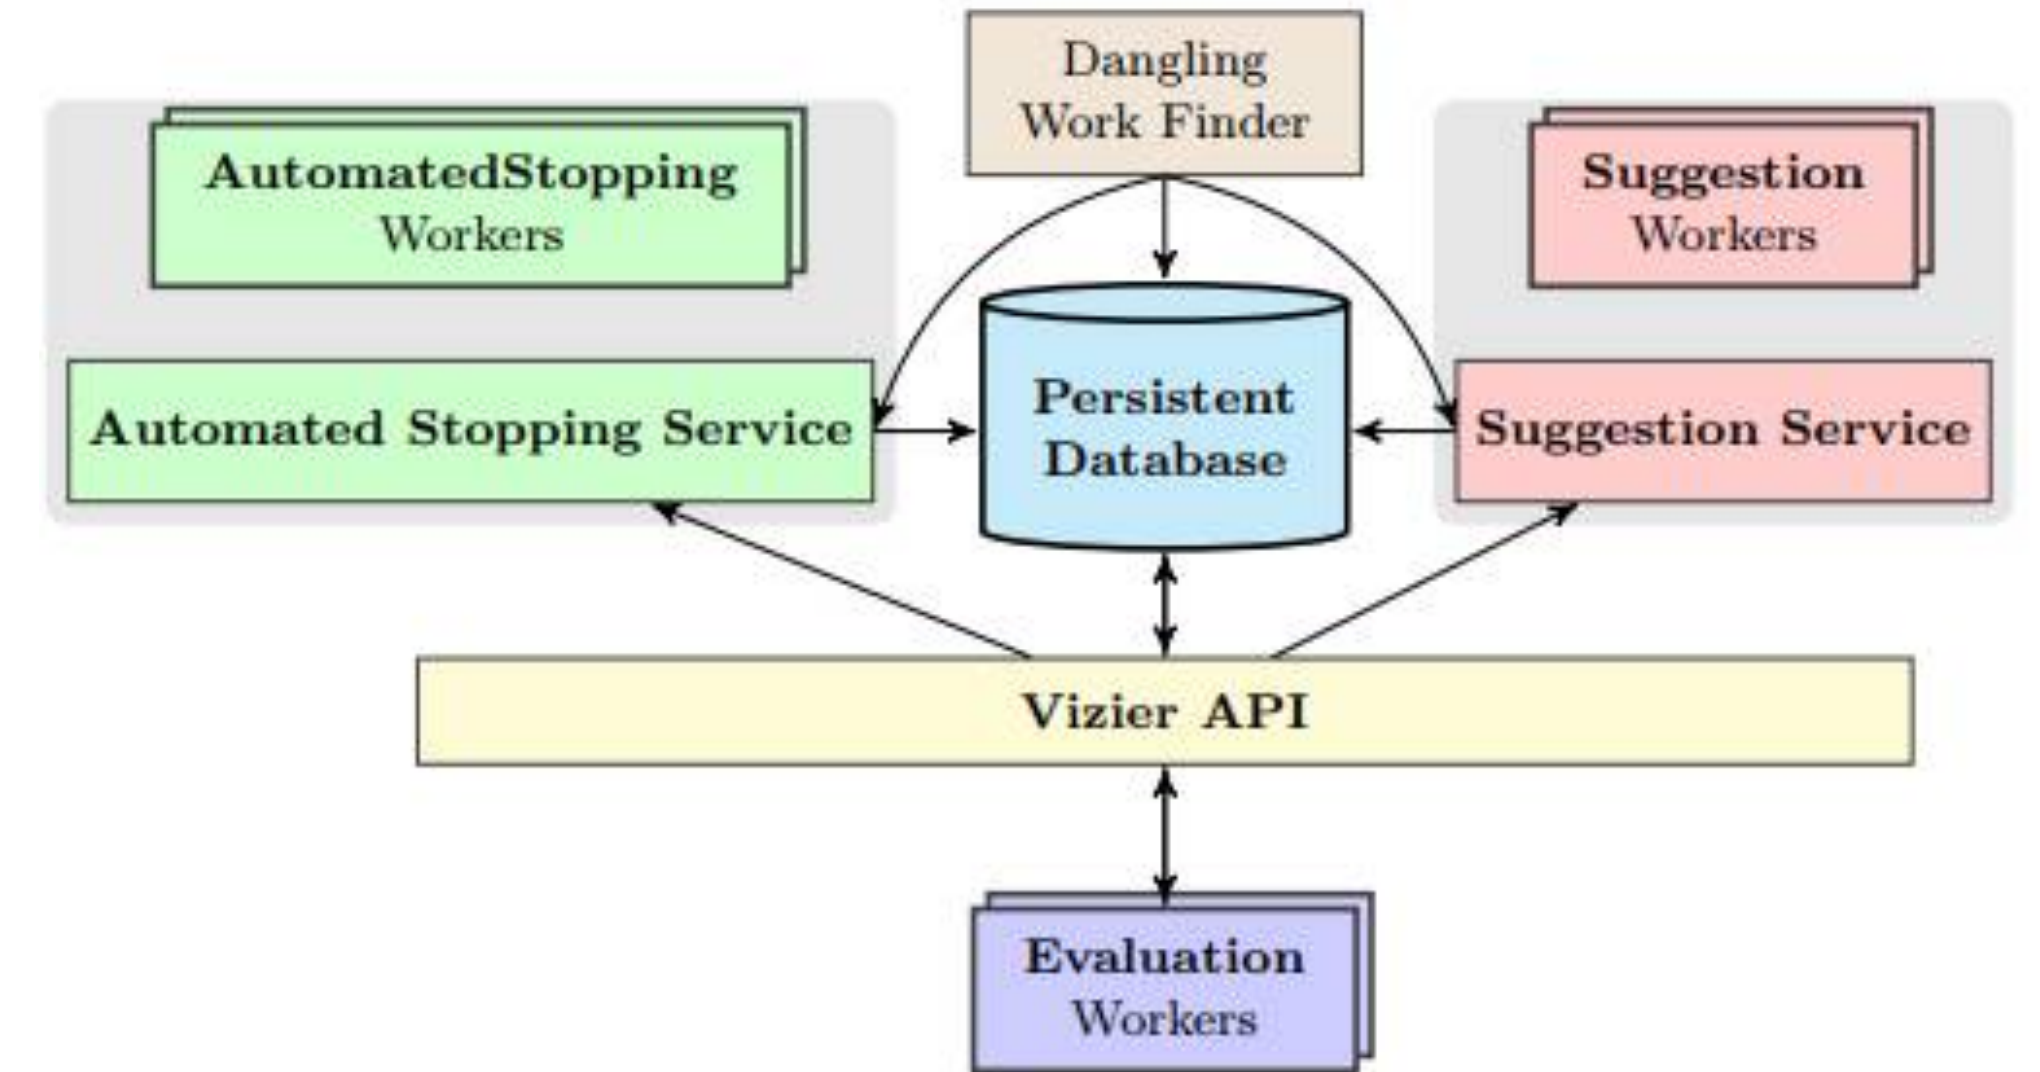 Dangling
Work Finder
AutomatedStopping
Workers
Suggestion
Workers
Automated Stopping Service
Persistent
Database
Suggestion Service
Vizier API
Evaluation
Workers